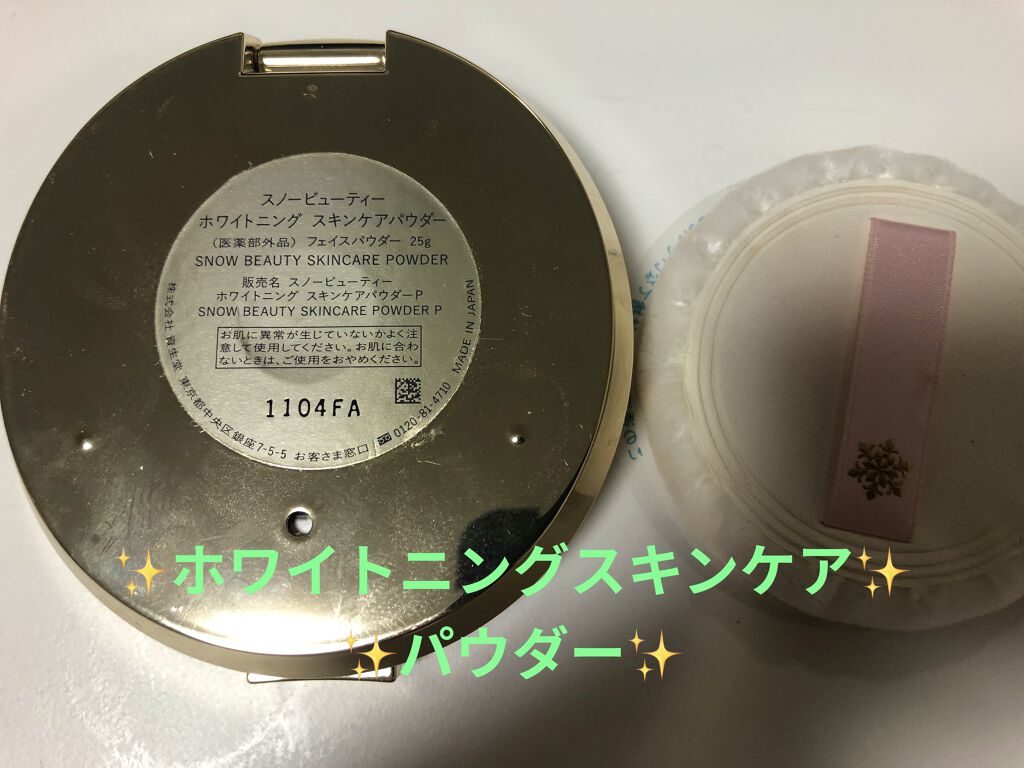 スノービューティー
ホワイトニング スキンケアパウダー
（医薬部外品） フェイスパウダー 25g
SNOW BEAUTY SKINCARE POWDER
販売名 スノービューティー
ホワイトニング スキンケアパウダーP
SNOW BEAUTY SKINCARE POWDER P
お肌に異常が生じていないかよく注
意して使用してください。お肌に合わ
ないときは、ご使用をおやめください。
1104FA
株式会社 資生堂 東京都中央区銀座7-5-5 お客さま窓口 0120-81-4710 MADE IN JAPAN
✨ホワイトニングスキンケア✨
✨パウダー✨